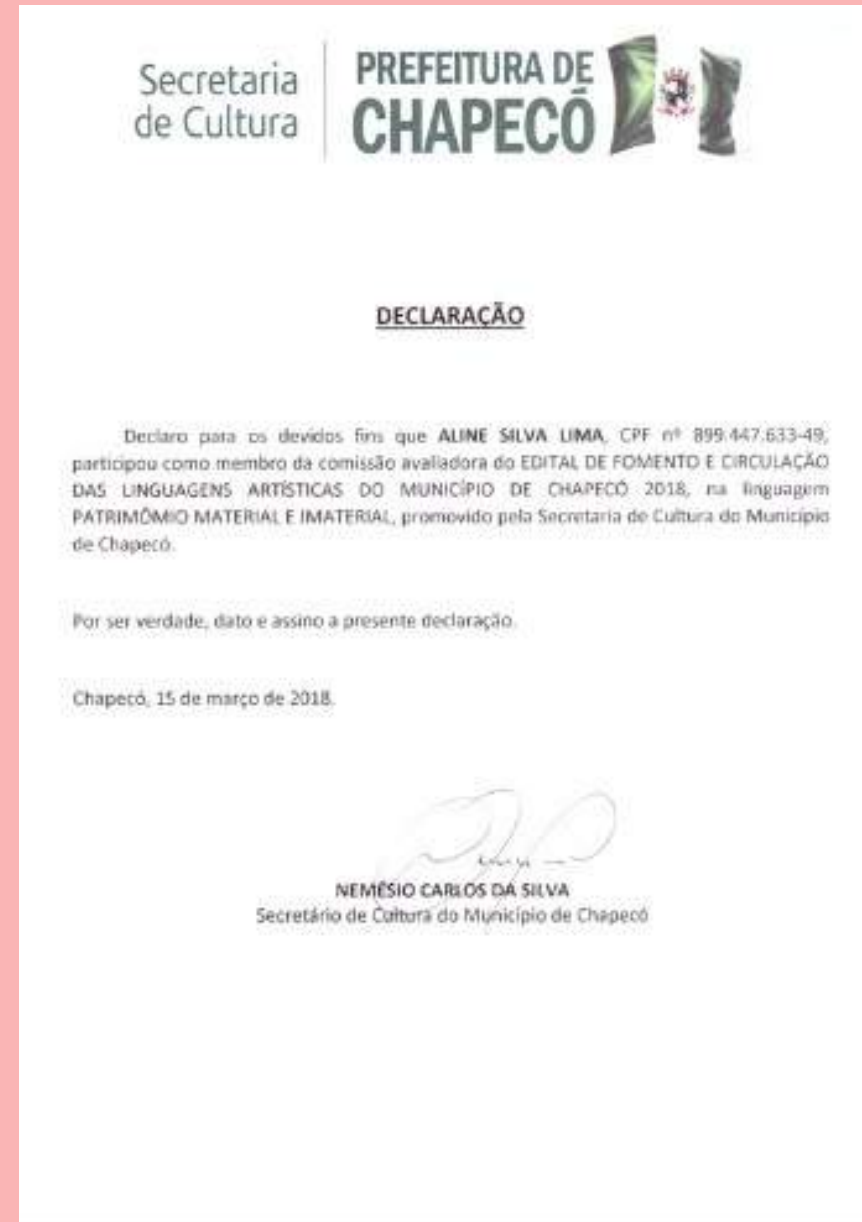 Secretaria
de Cultura
PREFEITURA DE
CHAPECÓ
DECLARAÇÃO
Declaro para os devidos fins que ALINE SILVA LIMA, CPF nº 899.447.633-49,
participou como membro da comissão avaliadora do EDITAL DE FOMENTO E CIRCULAÇÃO
DAS LINGUAGENS ARTÍSTICAS DO MUNICÍPIO DE CHAPECÓ 2018, na linguagem
PATRIMÔMIO MATERIAL E IMATERIAL, promovido pela Secretaria de Cultura do Município
de Chapecó.
Por ser verdade, dato e assino a presente declaração.
Chapecó, 15 de março de 2018.
NEMÉSIO CARLOS DA SILVA
Secretário de Cultura do Município de Chapecó